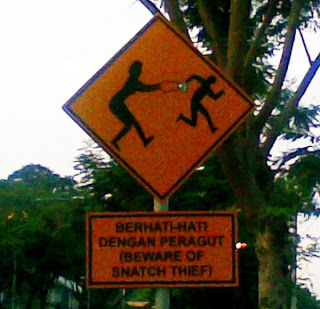 BERHATI-HATI
DENGAN PERAGUT
(BEWARE OF
SNATCH THIEF)